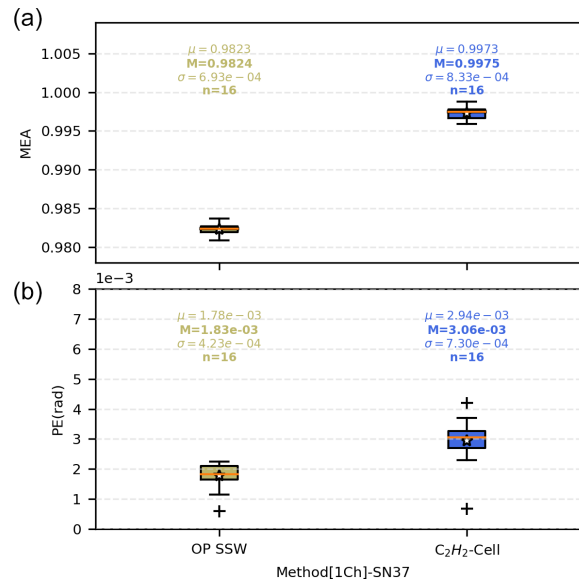 (a)
1.005
1.000
0.995
0.990
0.985
0.980
MEA
μ = 0.9823
M=0.9824
σ = 6.93e − 04
n=16
μ = 0.9973
M=0.9975
σ = 8.33e − 04
n=16
(b)
1e−3
8
7
6
5
4
3
2
1
0
PE(rad)
μ = 1.78e − 03
M=1.83e-03
σ = 4.23e − 04
n=16
μ = 2.94e − 03
M=3.06e-03
σ = 7.30e − 04
n=16
OP SSW
C₂H₂-Cell
Method[1Ch]-SN37